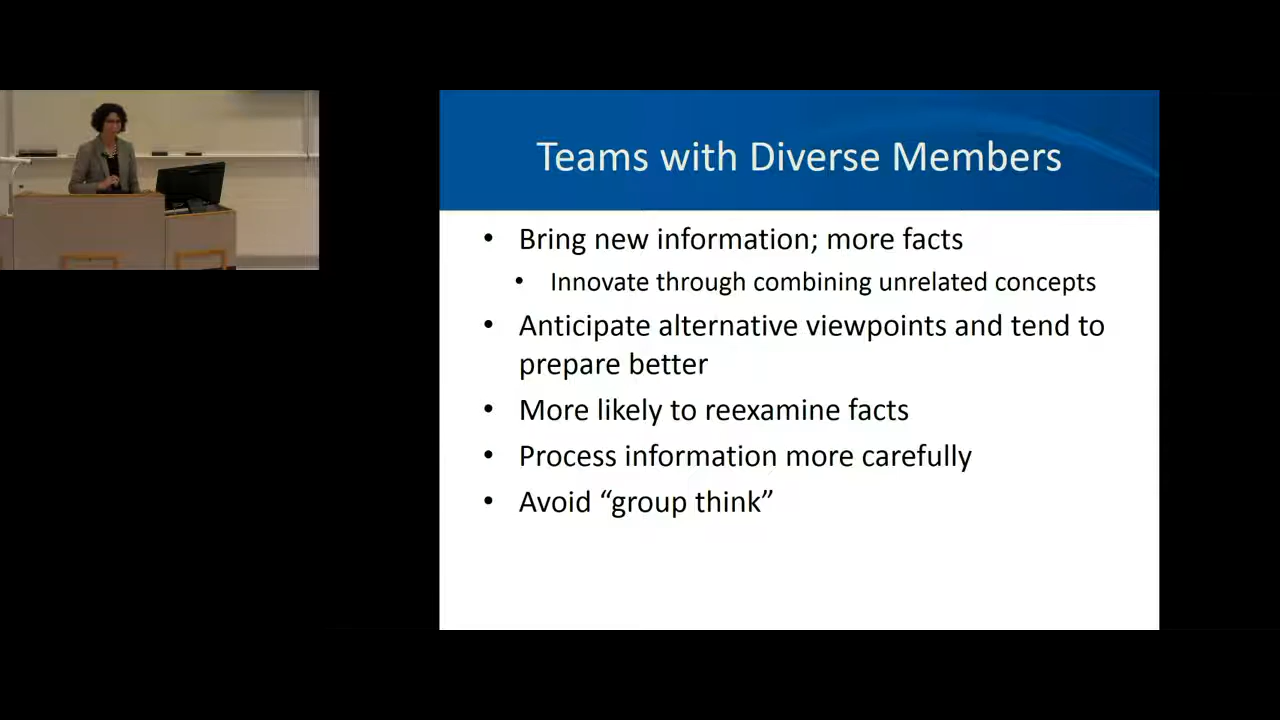 Teams with Diverse Members
• Bring new information; more facts
• Innovate through combining unrelated concepts
• Anticipate alternative viewpoints and tend to
prepare better
• More likely to reexamine facts
• Process information more carefully
• Avoid “group think”